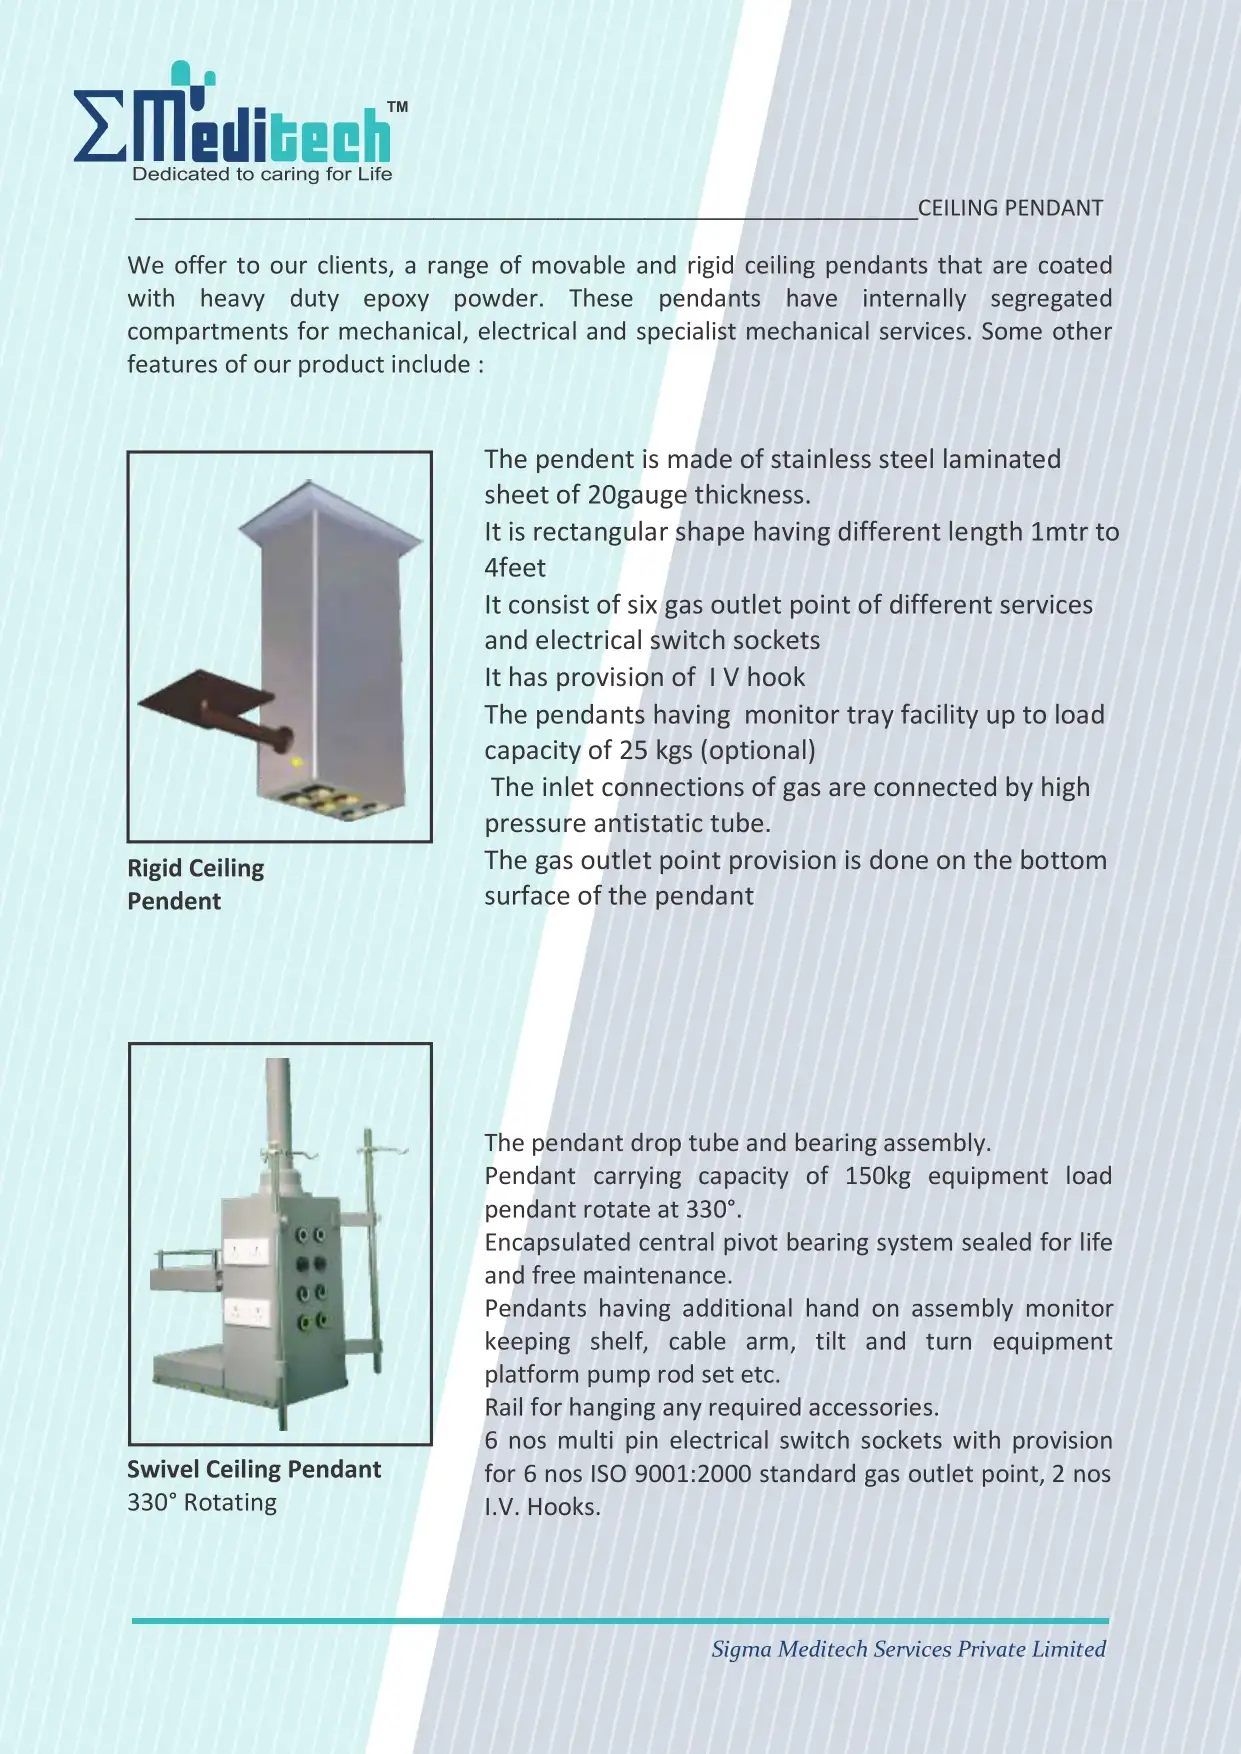 ΣMeditech™
Dedicated to caring for Life
CEILING PENDANT
We offer to our clients, a range of movable and rigid ceiling pendants that are coated
with heavy duty epoxy powder. These pendants have internally segregated
compartments for mechanical, electrical and specialist mechanical services. Some other
features of our product include :
The pendent is made of stainless steel laminated
sheet of 20gauge thickness.
It is rectangular shape having different length 1mtr to
4feet
It consist of six gas outlet point of different services
and electrical switch sockets
It has provision of I V hook
The pendants having monitor tray facility up to load
capacity of 25 kgs (optional)
The inlet connections of gas are connected by high
pressure antistatic tube.
The gas outlet point provision is done on the bottom
surface of the pendant
Rigid Ceiling
Pendent
The pendant drop tube and bearing assembly.
Pendant carrying capacity of 150kg equipment load
pendant rotate at 330°.
Encapsulated central pivot bearing system sealed for life
and free maintenance.
Pendants having additional hand on assembly monitor
keeping shelf, cable arm, tilt and turn equipment
platform pump rod set etc.
Rail for hanging any required accessories.
6 nos multi pin electrical switch sockets with provision
for 6 nos ISO 9001:2000 standard gas outlet point, 2 nos
I.V. Hooks.
Swivel Ceiling Pendant
330° Rotating
Sigma Meditech Services Private Limited